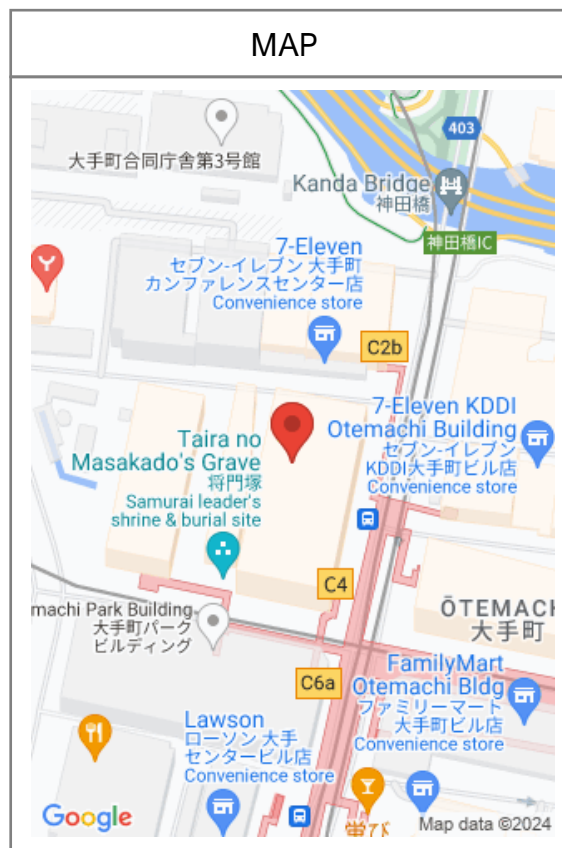 MAP
403
大手町合同庁舎第3号館
Kanda Bridge
神田橋
神田橋IC
7-Eleven
セブン-イレブン 大手町
カンファレンスセンター店
Convenience store
C2b
7-Eleven KDDI
Otemachi Building
セブン-イレブン
KDDI大手町ビル店
Convenience store
Taira no
Masakado's Grave
将門塚
Samurai leader's
shrine & burial site
C4
machi Park Building
大手町パーク
ビルディング
ŌTEMACH
大手町
C6a
FamilyMart
Otemachi Bldg
ファミリーマート
大手町ビル店
Convenience store
Lawson
ローソン 大手
センタービル店
Convenience store
Google
Map data ©2024